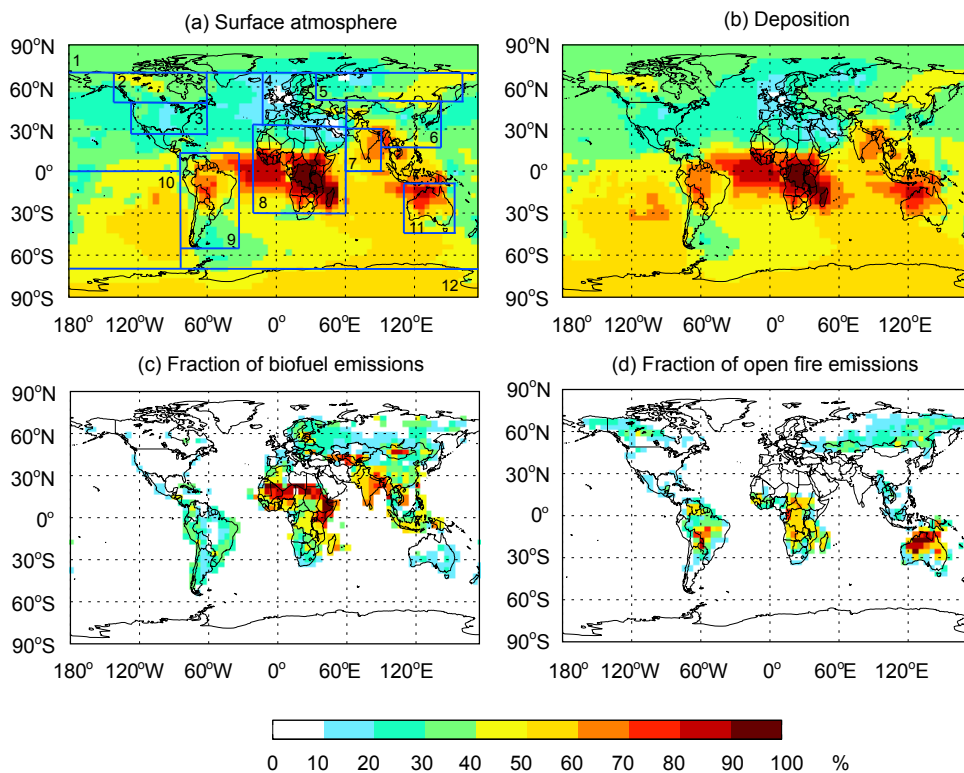 (a) Surface atmosphere
(b) Deposition
90°N
60°N
30°N
0°
30°S
60°S
90°S
1
2
3
4
5
6
7
8
9
10
11
12
180° 120°W 60°W 0° 60°E 120°E
90°N
60°N
30°N
0°
30°S
60°S
90°S
180° 120°W 60°W 0° 60°E 120°E
(c) Fraction of biofuel emissions
(d) Fraction of open fire emissions
90°N
60°N
30°N
0°
30°S
60°S
90°S
180° 120°W 60°W 0° 60°E 120°E
90°N
60°N
30°N
0°
30°S
60°S
90°S
180° 120°W 60°W 0° 60°E 120°E
0 10 20 30 40 50 60 70 80 90 100 %